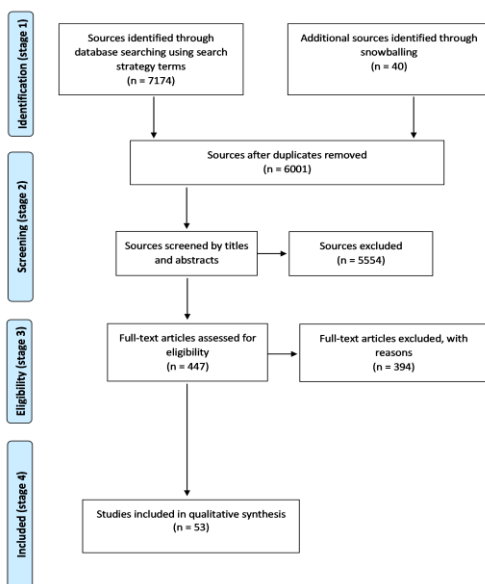 Identification (stage 1)
Sources identified through
database searching using search
strategy terms
(n = 7174)
Additional sources identified through
snowballing
(n = 40)
Sources after duplicates removed
(n = 6001)
Screening (stage 2)
Sources screened by titles
and abstracts
Sources excluded
(n = 5554)
Eligibility (stage 3)
Full-text articles assessed for
eligibility
(n = 447)
Full-text articles excluded, with
reasons
(n = 394)
Included (stage 4)
Studies included in qualitative synthesis
(n = 53)